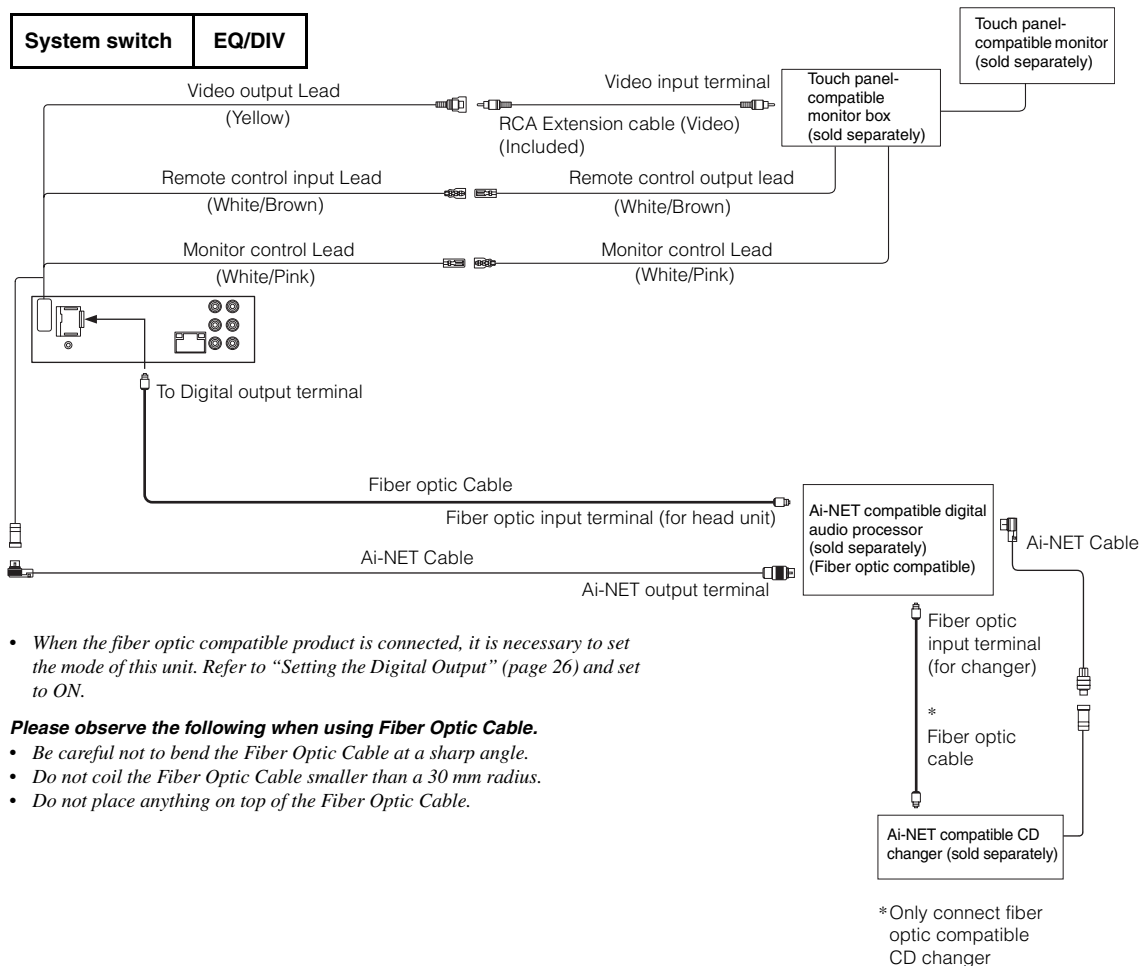 System switch EQ/DIV
Touch panel-
compatible monitor
(sold separately)
Video output Lead
(Yellow)
Video input terminal
RCA Extension cable (Video)
(Included)
Touch panel-
compatible
monitor box
(sold separately)
Remote control input Lead
(White/Brown)
Remote control output lead
(White/Brown)
Monitor control Lead
(White/Pink)
Monitor control Lead
(White/Pink)
To Digital output terminal
Fiber optic Cable
Fiber optic input terminal (for head unit)
Ai-NET compatible digital
audio processor
(sold separately)
(Fiber optic compatible)
Ai-NET Cable
Ai-NET Cable
Ai-NET output terminal
Fiber optic
input terminal
(for changer)
*
Fiber optic
cable
Ai-NET compatible CD
changer (sold separately)
*Only connect fiber
optic compatible
CD changer
• When the fiber optic compatible product is connected, it is necessary to set
the mode of this unit. Refer to “Setting the Digital Output” (page 26) and set
to ON.
Please observe the following when using Fiber Optic Cable.
• Be careful not to bend the Fiber Optic Cable at a sharp angle.
• Do not coil the Fiber Optic Cable smaller than a 30 mm radius.
• Do not place anything on top of the Fiber Optic Cable.